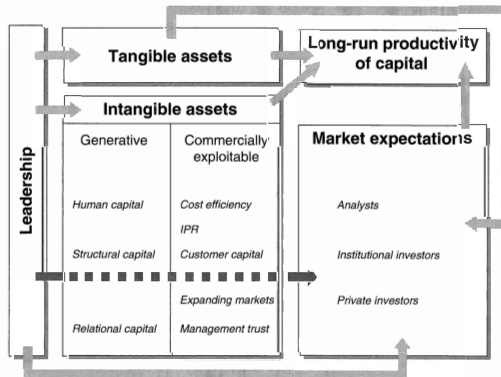 Leadership
Tangible assets
Long-run productivity
of capital
Intangible assets
Generative
Commercially
exploitable
Human capital
Cost efficiency
IPR
Structural capital
Customer capital
Expanding markets
Relational capital
Management trust
Market expectations
Analysts
Institutional investors
Private investors